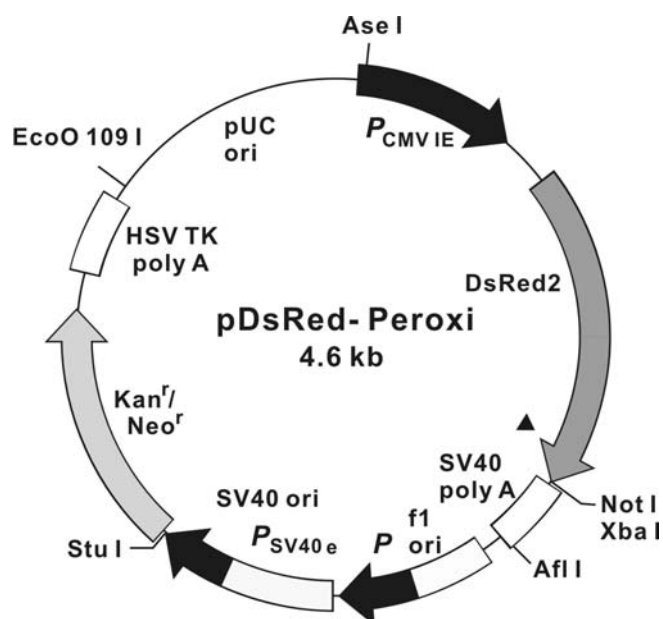 Ase I
pUC
ori
P CMV IE
EcoO 109 I
HSV TK
poly A
DsRed2
pDsRed- Peroxi
4.6 kb
Kan r/
Neo r
SV40
poly A
Not I
Xba I
SV40 ori
P SV40 e
f1
ori
P
Stu I
Afl I